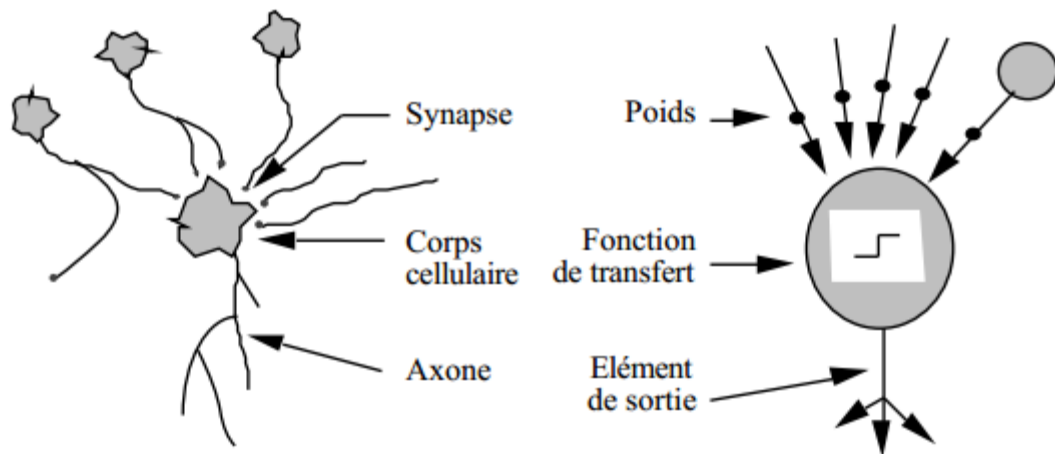 Synapse
Corps
cellulaire
Axone
Poids
Fonction
de transfert
Elément
de sortie